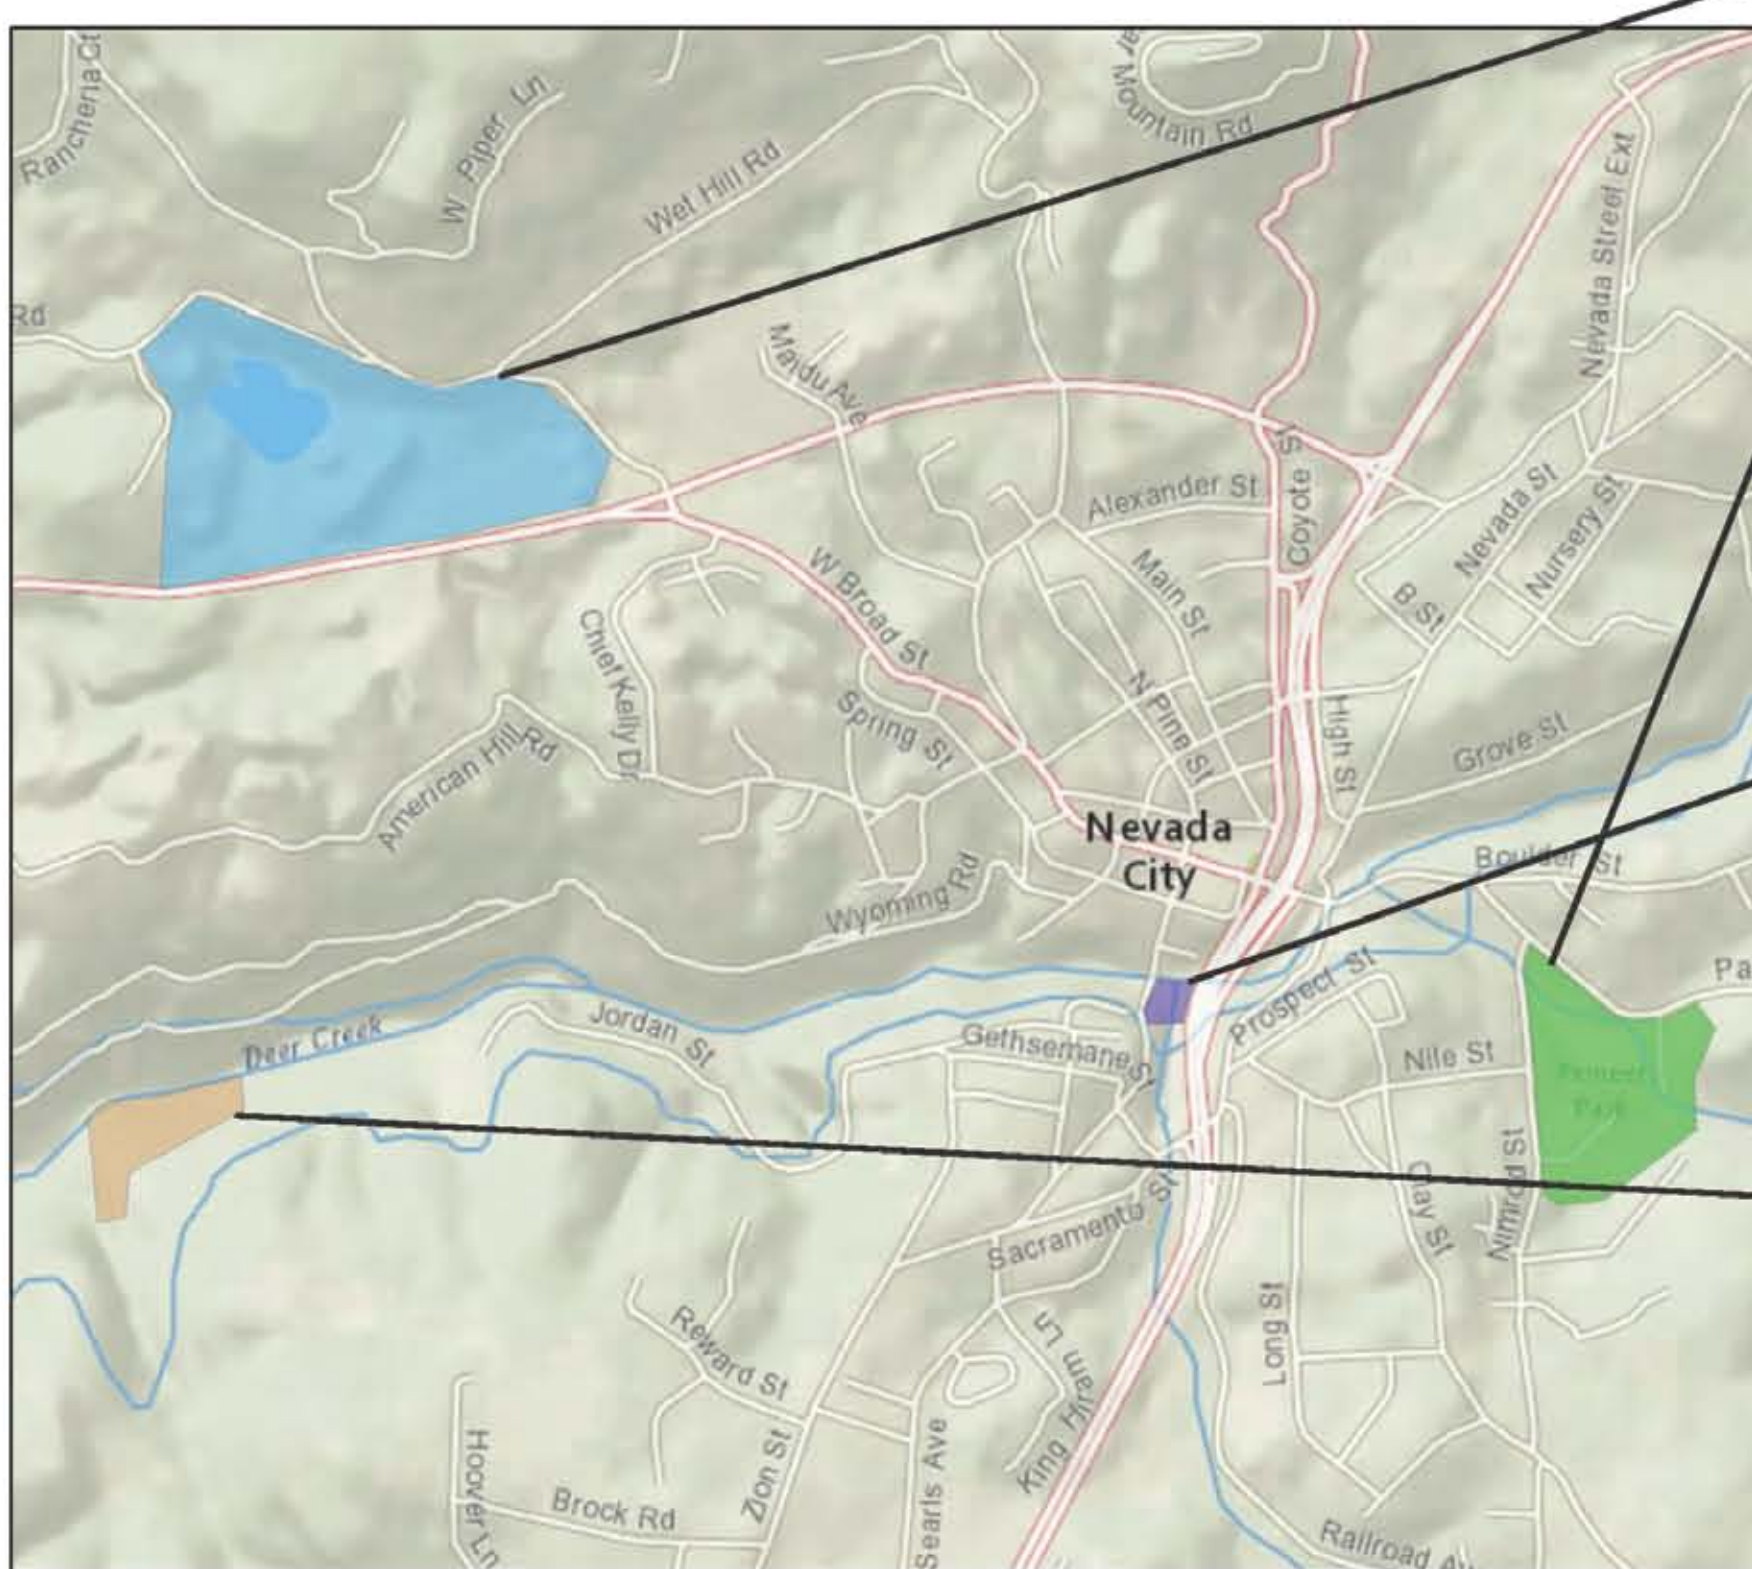 Rancheria Ct
W Piper Ln
Wet Hill Rd
Mountain Rd
Nevada Street Ext
Rd
Maidu Ave
Coyote St
Alexander St
Nevada St
Nursery St
W Broad St
Main St
B St
Chief Kelly Dr
Spring St
N Pine St
High St
Grove St
American Hill Rd
Nevada
City
Boulder St
Wyoming Rd
Pa
Prospect St
Jordan St
Deer Creek
Gethsemane St
Nile St
Pioneer
Park
Nimrod St
Clay St
Sacramento St
Long St
Reward St
King Hiram Ln
Zion St
Searls Ave
Hoover Ln
Brock Rd
Railroad Av